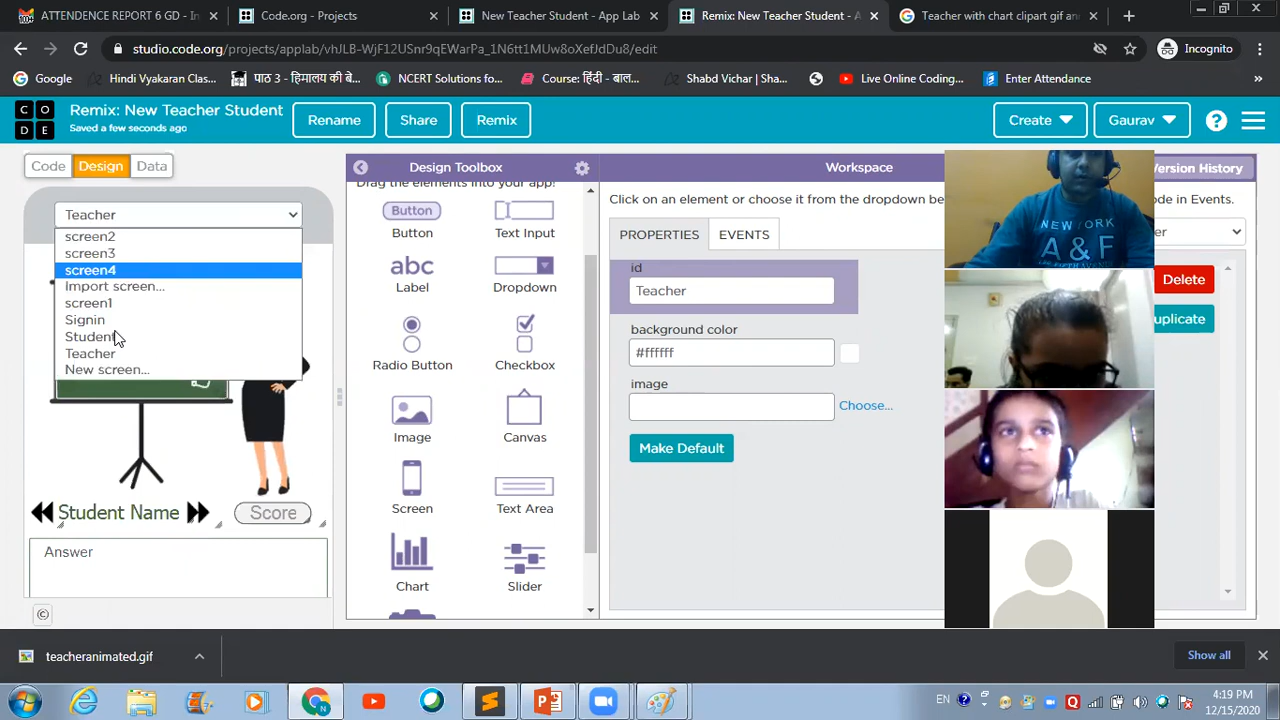 ATTENDENCE REPORT 6 GD - In
Code.org - Projects
New Teacher Student - App Lab
Remix: New Teacher Student - A
Teacher with chart clipart gif an
studio.code.org/projects/applab/vhJLB-WjF12USnr9qEWarPa_1N6tt1MUw8oXefJdDu8/edit
Incognito
Google
Hindi Vyakaran Clas...
पाठ 3 - हिमालय की बे...
NCERT Solutions fo...
Course: हिंदी - बाल...
Shabd Vichar | Sha...
Live Online Coding...
Enter Attendance
CO
DE
Remix: New Teacher Student
Saved a few seconds ago
Rename
Share
Remix
Create
Gaurav
Code
Design
Data
Design Toolbox
Workspace
Version History
Drag the elements into your app!
Click on an element or choose it from the dropdown be
ode in Events.
Teacher
screen2
screen3
screen4
Import screen...
screen1
Signin
Student
Teacher
New screen...
Button
Button
Text Input
abc
Label
Dropdown
Radio Button
Checkbox
Image
Canvas
Screen
Text Area
Chart
Slider
PROPERTIES
EVENTS
er
id
Teacher
Delete
background color
#ffffff
uplicate
image
Choose...
Make Default
NEW YORK
A & F
Student Name
Score
Answer
teacheranimated.gif
Show all
EN
4:19 PM
12/15/2020